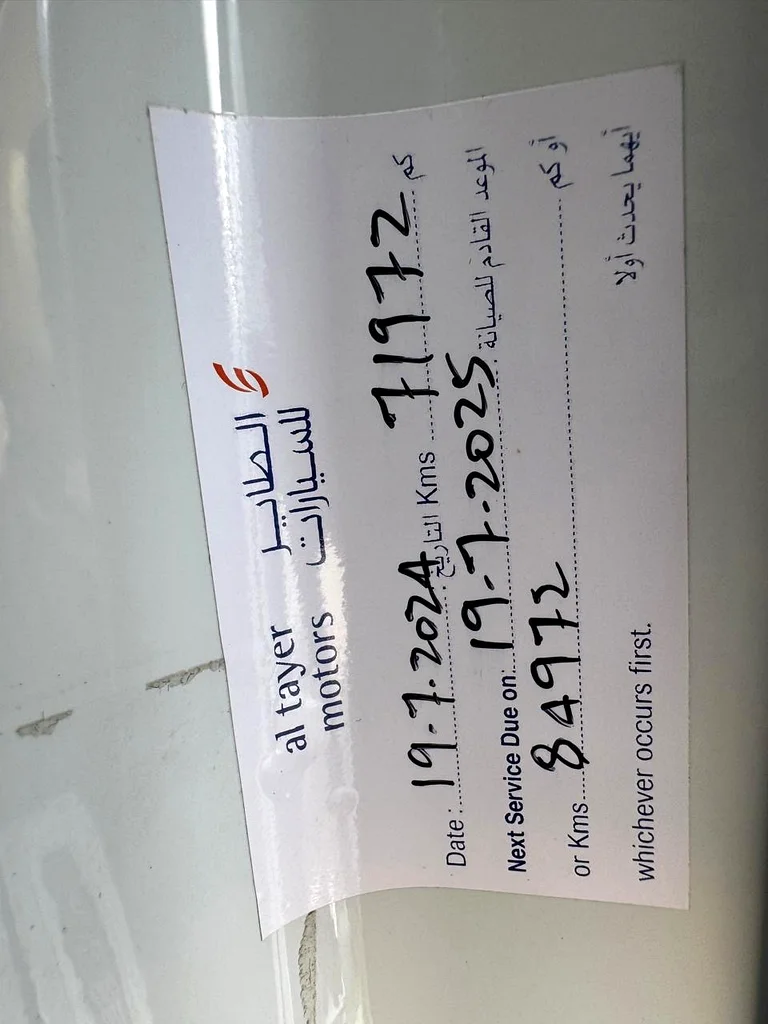 al tayer الطاير
motors للسيارات
Date: 19.7.2024 التاريخ Kms 71972 كم
Next Service Due on: 19.7.2025 الموعد القادم للصيانة
or Kms 84972 أو كم
whichever occurs first. أيهما يحدث أولا